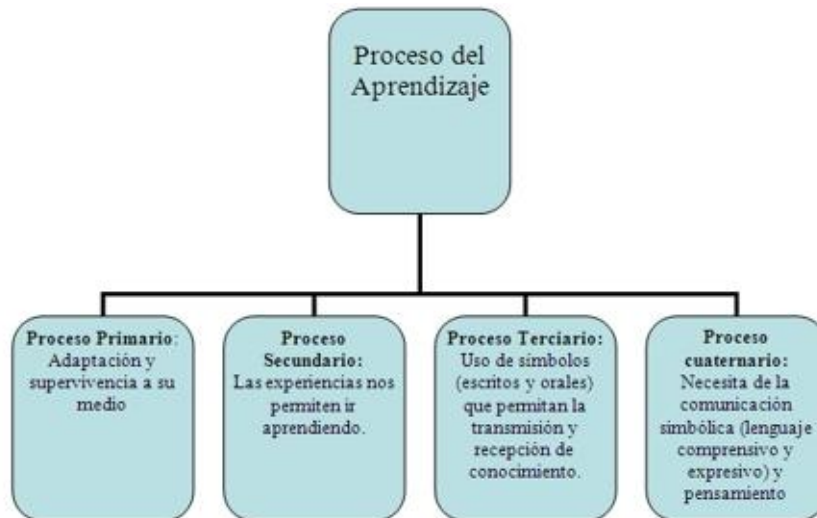 Proceso del
Aprendizaje
Proceso Primario:
Adaptación y
supervivencia a su
medio
Proceso
Secundario:
Las experiencias nos
permiten ir
aprendiendo.
Proceso Terciario:
Uso de símbolos
(escritos y orales)
que permitan la
transmisión y
recepción de
conocimiento.
Proceso
cuaternario:
Necesita de la
comunicación
simbólica (lenguaje
comprensivo y
expresivo) y
pensamiento